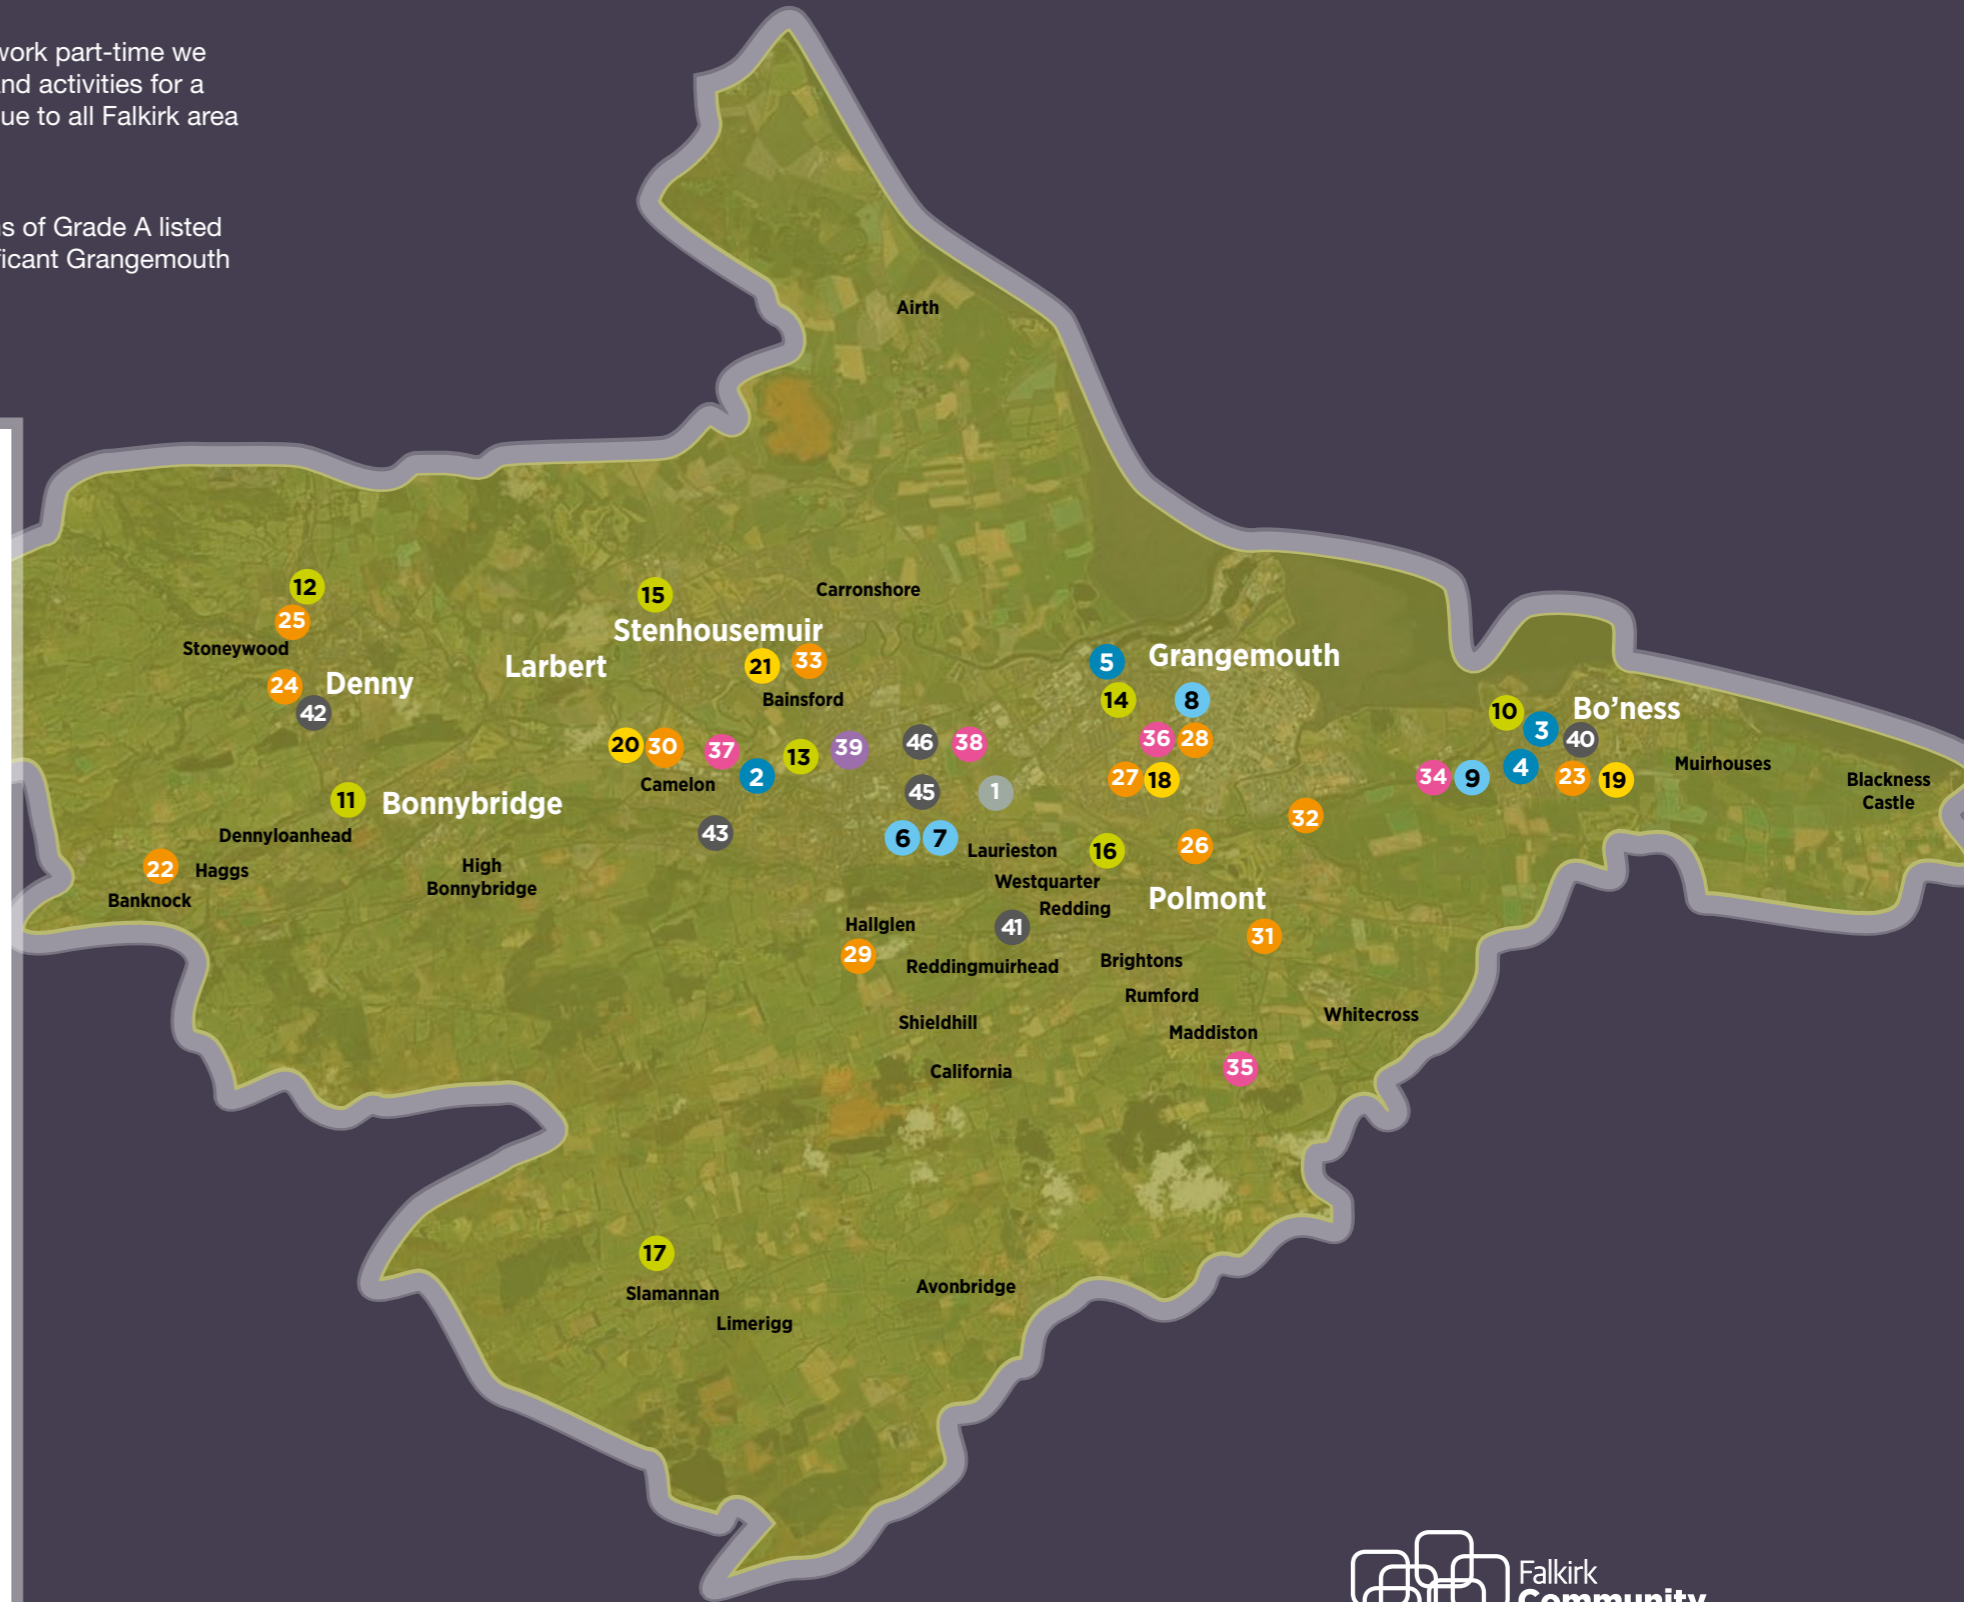 work part-time we
and activities for a
ue to all Falkirk area
s of Grade A listed
ficant Grangemouth
Airth
12
15
Carronshore
25
Stenhousemuir
Stoneywood
Larbert
21
33
5
Grangemouth
24
Denny
Bainsford
14
8
10
Bo'ness
42
3
20
30
37
13
39
46
38
36
28
40
Camelon
2
27
18
34
9
4
23
19
Muirhouses
Blackness
Castle
11
Bonnybridge
45
1
32
Dennyloanhead
43
6
7
Laurieston
16
26
22
Haggs
High
Bonnybridge
Westquarter
Banknock
Redding
Polmont
Hallglen
41
31
29
Reddingmuirhead
Brightons
Rumford
Shieldhill
Whitecross
Maddiston
California
35
17
Slamannan
Avonbridge
Limerigg
Falkirk
Community